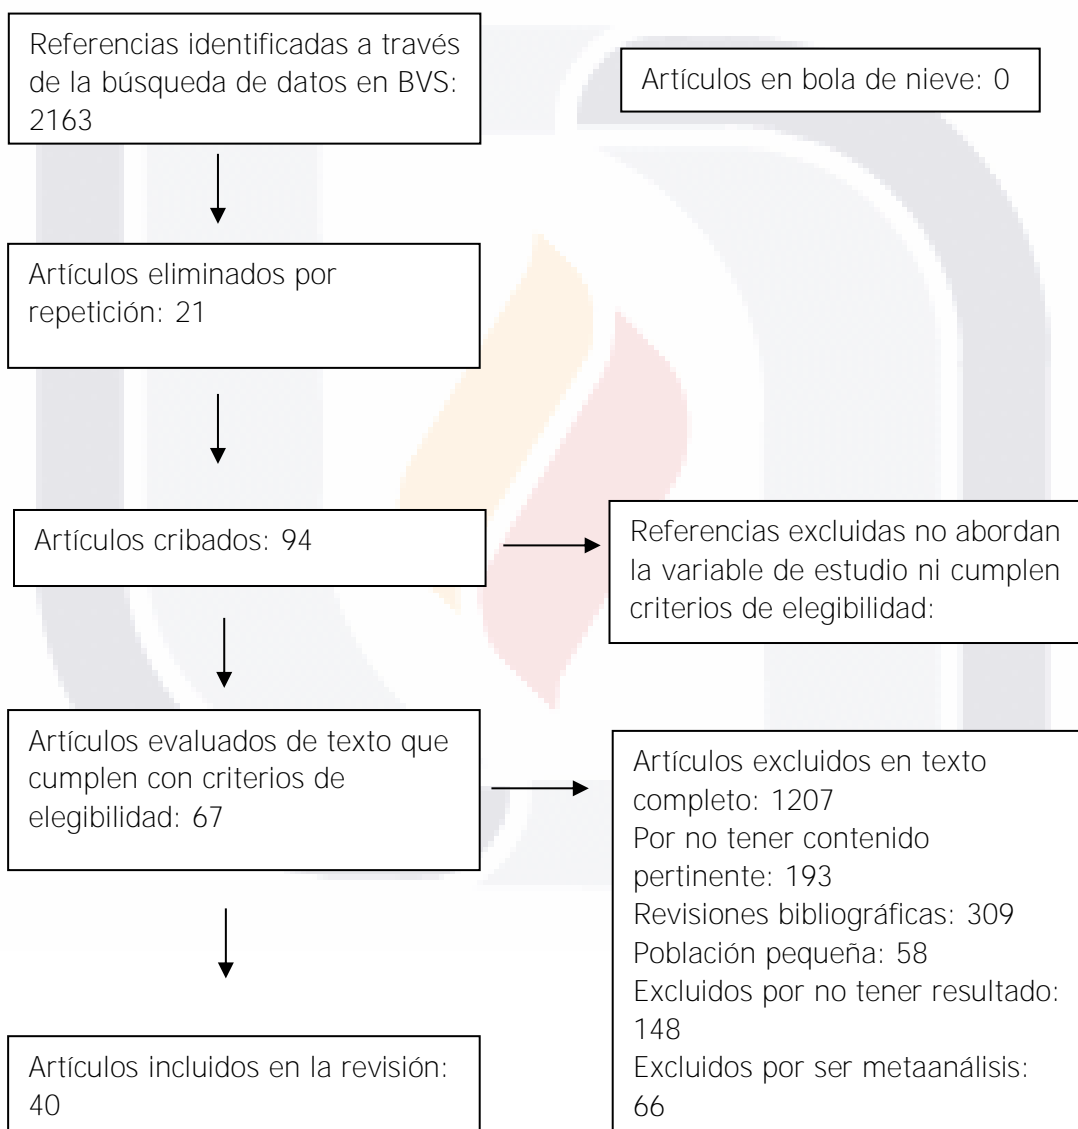 Referencias identificadas a través
de la búsqueda de datos en BVS:
2163
Artículos en bola de nieve: 0
Artículos eliminados por
repetición: 21
Artículos cribados: 94
Referencias excluidas no abordan
la variable de estudio ni cumplen
criterios de elegibilidad:
Artículos evaluados de texto que
cumplen con criterios de
elegibilidad: 67
Artículos excluidos en texto
completo: 1207
Por no tener contenido
pertinente: 193
Revisiones bibliográficas: 309
Población pequeña: 58
Excluidos por no tener resultado:
148
Excluidos por ser metaanálisis:
66
Artículos incluidos en la revisión:
40